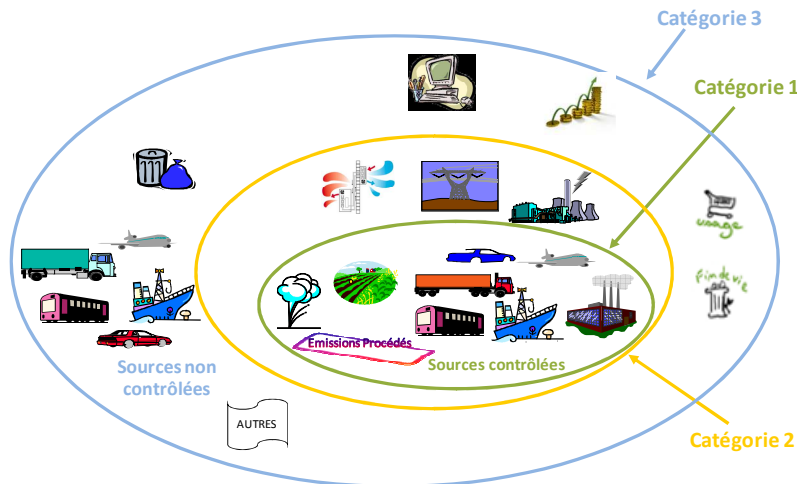 Catégorie 3
Catégorie 1
usage
fin de vie
Emissions Procédés
Sources contrôlées
Sources non
contrôlées
AUTRES
Catégorie 2